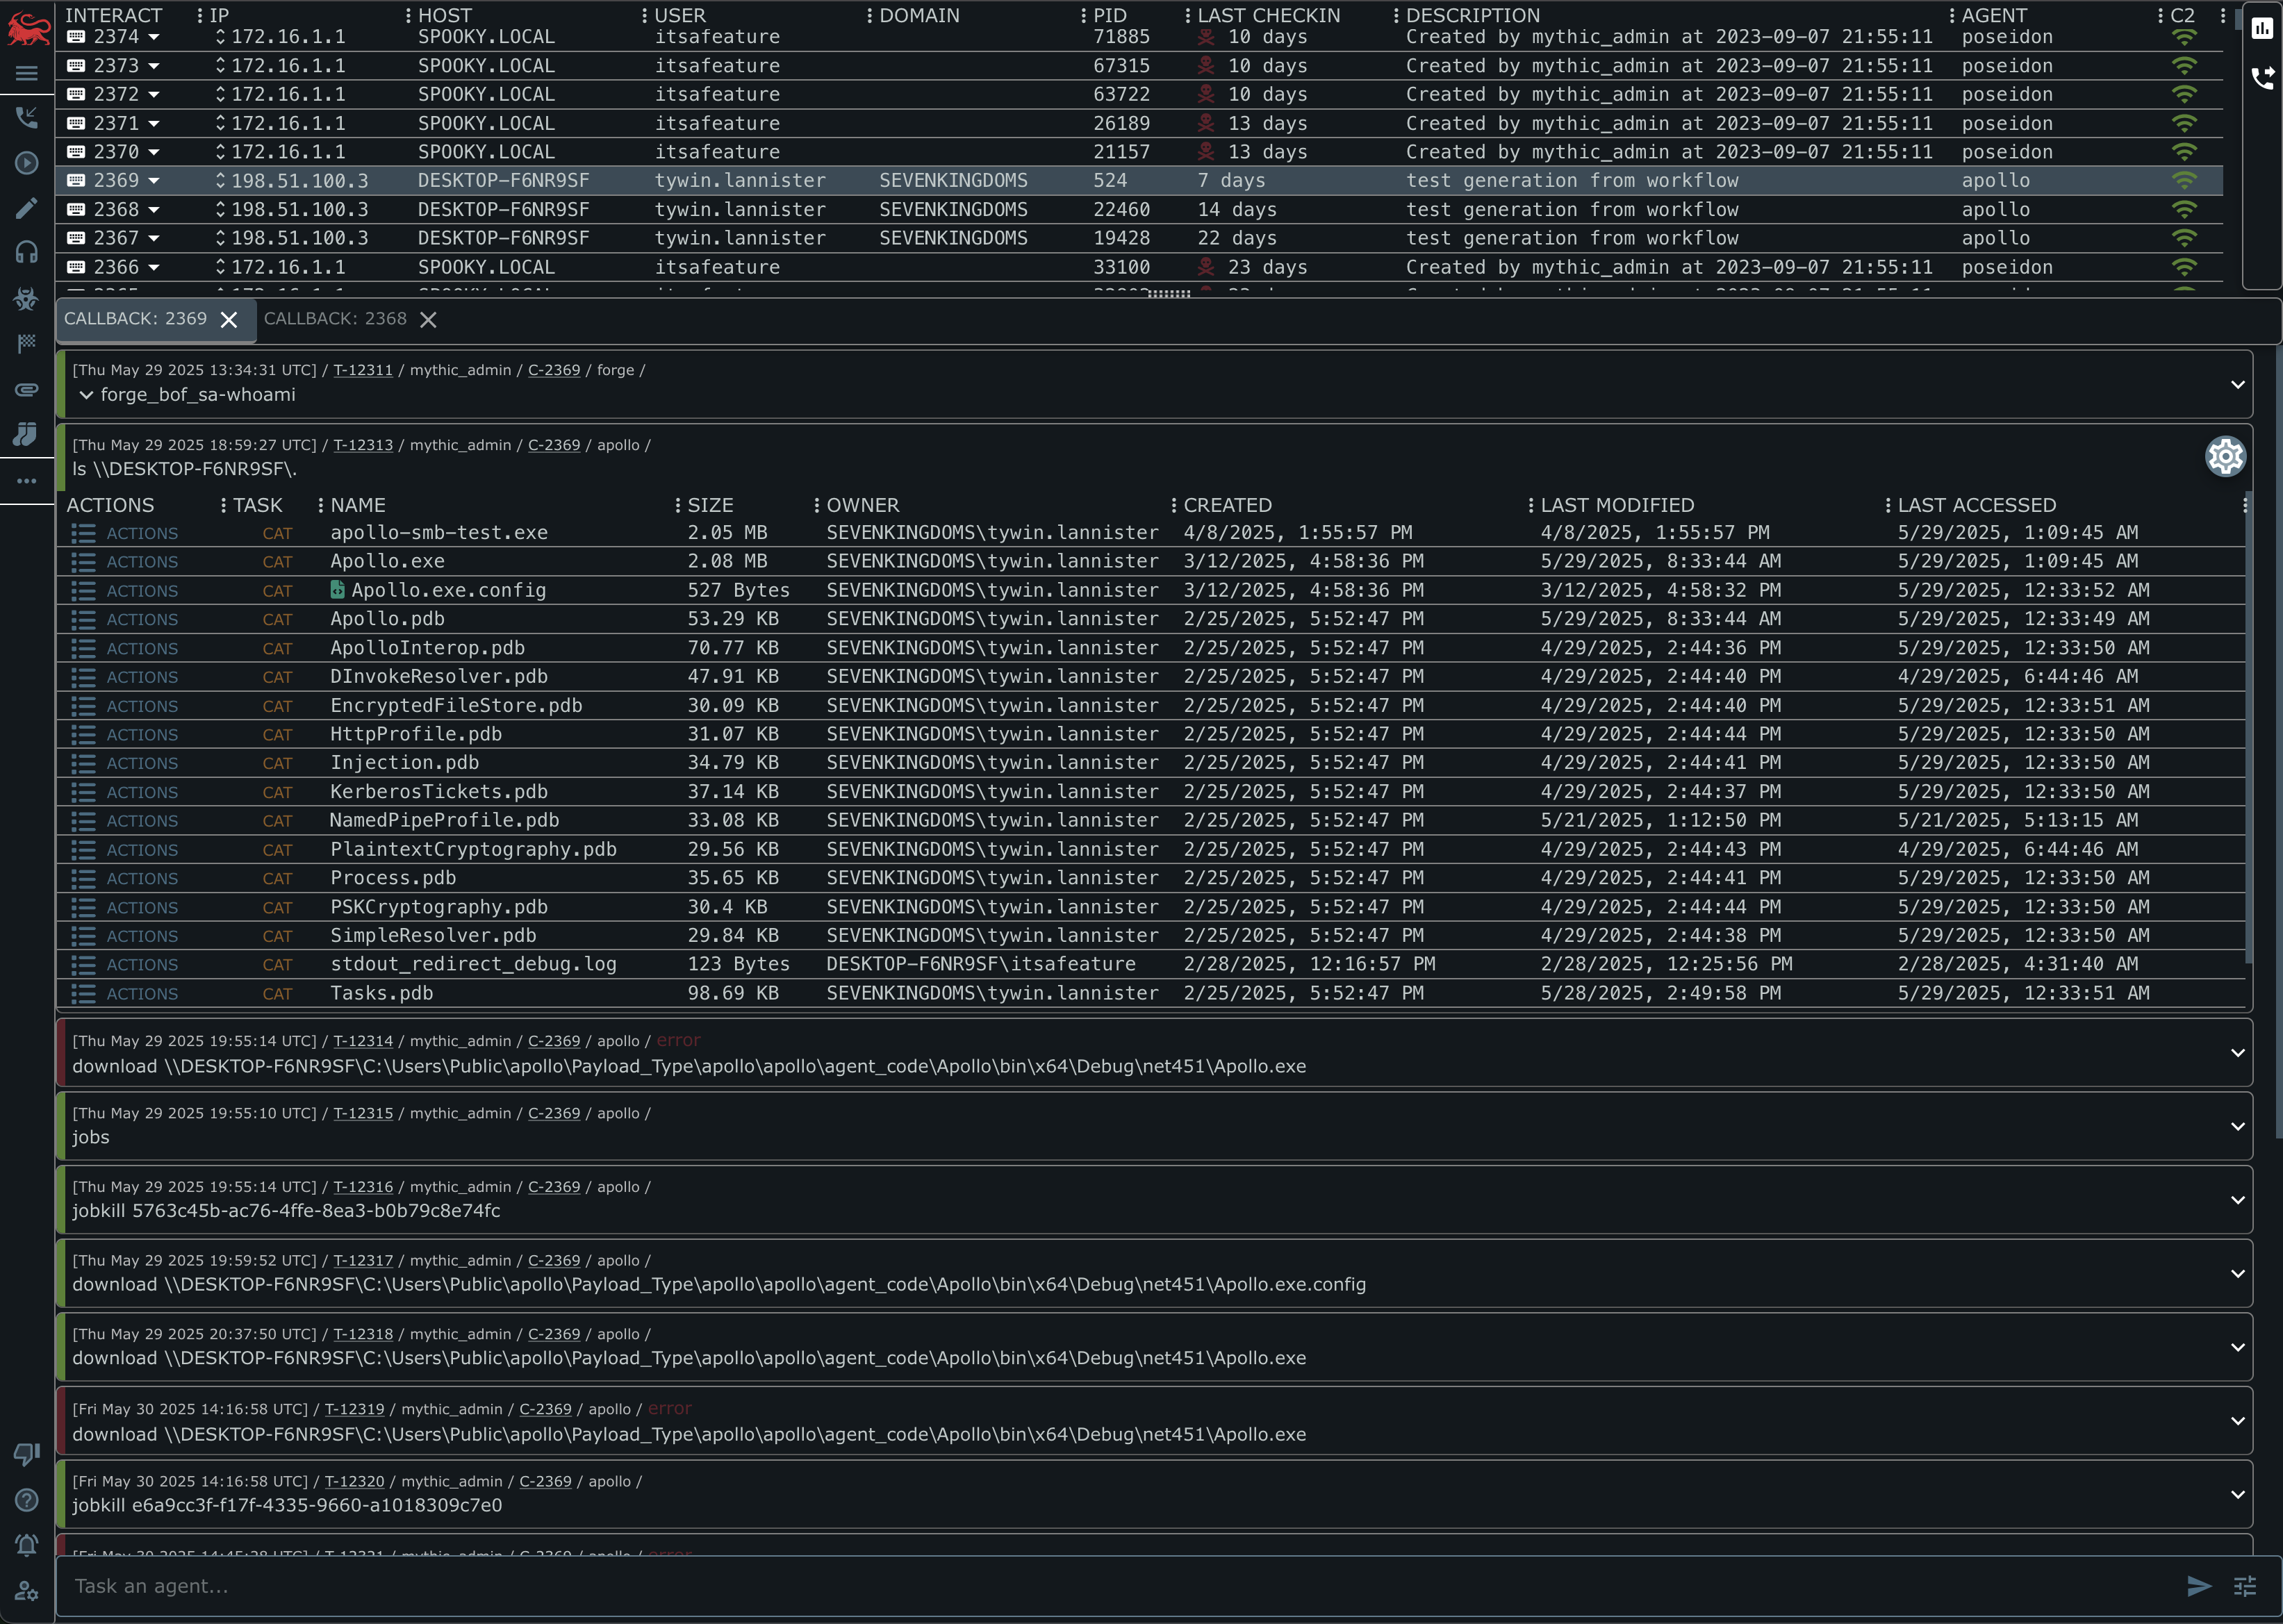 INTERACT IP HOST USER DOMAIN PID LAST CHECKIN DESCRIPTION AGENT C2
2374 172.16.1.1 SPOOKY.LOCAL itsafeature 71885 10 days Created by mythic_admin at 2023-09-07 21:55:11 poseidon
2373 172.16.1.1 SPOOKY.LOCAL itsafeature 67315 10 days Created by mythic_admin at 2023-09-07 21:55:11 poseidon
2372 172.16.1.1 SPOOKY.LOCAL itsafeature 63722 10 days Created by mythic_admin at 2023-09-07 21:55:11 poseidon
2371 172.16.1.1 SPOOKY.LOCAL itsafeature 26189 13 days Created by mythic_admin at 2023-09-07 21:55:11 poseidon
2370 172.16.1.1 SPOOKY.LOCAL itsafeature 21157 13 days Created by mythic_admin at 2023-09-07 21:55:11 poseidon
2369 198.51.100.3 DESKTOP-F6NR9SF tywin.lannister SEVENKINGDOMS 524 7 days test generation from workflow apollo
2368 198.51.100.3 DESKTOP-F6NR9SF tywin.lannister SEVENKINGDOMS 22460 14 days test generation from workflow apollo
2367 198.51.100.3 DESKTOP-F6NR9SF tywin.lannister SEVENKINGDOMS 19428 22 days test generation from workflow apollo
2366 172.16.1.1 SPOOKY.LOCAL itsafeature 33100 23 days Created by mythic_admin at 2023-09-07 21:55:11 poseidon
CALLBACK: 2369 CALLBACK: 2368
[Thu May 29 2025 13:34:31 UTC] / T-12311 / mythic_admin / C-2369 / forge /
forge_bof_sa-whoami
[Thu May 29 2025 18:59:27 UTC] / T-12313 / mythic_admin / C-2369 / apollo /
ls \\DESKTOP-F6NR9SF\.
ACTIONS TASK NAME SIZE OWNER CREATED LAST MODIFIED LAST ACCESSED
ACTIONS CAT apollo-smb-test.exe 2.05 MB SEVENKINGDOMS\tywin.lannister 4/8/2025, 1:55:57 PM 4/8/2025, 1:55:57 PM 5/29/2025, 1:09:45 AM
ACTIONS CAT Apollo.exe 2.08 MB SEVENKINGDOMS\tywin.lannister 3/12/2025, 4:58:36 PM 5/29/2025, 8:33:44 AM 5/29/2025, 1:09:45 AM
ACTIONS CAT Apollo.exe.config 527 Bytes SEVENKINGDOMS\tywin.lannister 3/12/2025, 4:58:36 PM 3/12/2025, 4:58:32 PM 5/29/2025, 12:33:52 AM
ACTIONS CAT Apollo.pdb 53.29 KB SEVENKINGDOMS\tywin.lannister 2/25/2025, 5:52:47 PM 5/29/2025, 8:33:44 AM 5/29/2025, 12:33:49 AM
ACTIONS CAT ApolloInterop.pdb 70.77 KB SEVENKINGDOMS\tywin.lannister 2/25/2025, 5:52:47 PM 4/29/2025, 2:44:36 PM 5/29/2025, 12:33:50 AM
ACTIONS CAT DInvokeResolver.pdb 47.91 KB SEVENKINGDOMS\tywin.lannister 2/25/2025, 5:52:47 PM 4/29/2025, 2:44:40 PM 4/29/2025, 6:44:46 AM
ACTIONS CAT EncryptedFileStore.pdb 30.09 KB SEVENKINGDOMS\tywin.lannister 2/25/2025, 5:52:47 PM 4/29/2025, 2:44:40 PM 5/29/2025, 12:33:51 AM
ACTIONS CAT HttpProfile.pdb 31.07 KB SEVENKINGDOMS\tywin.lannister 2/25/2025, 5:52:47 PM 4/29/2025, 2:44:44 PM 5/29/2025, 12:33:50 AM
ACTIONS CAT Injection.pdb 34.79 KB SEVENKINGDOMS\tywin.lannister 2/25/2025, 5:52:47 PM 4/29/2025, 2:44:41 PM 5/29/2025, 12:33:50 AM
ACTIONS CAT KerberosTickets.pdb 37.14 KB SEVENKINGDOMS\tywin.lannister 2/25/2025, 5:52:47 PM 4/29/2025, 2:44:37 PM 5/29/2025, 12:33:50 AM
ACTIONS CAT NamedPipeProfile.pdb 33.08 KB SEVENKINGDOMS\tywin.lannister 2/25/2025, 5:52:47 PM 5/21/2025, 1:12:50 PM 5/21/2025, 5:13:15 AM
ACTIONS CAT PlaintextCryptography.pdb 29.56 KB SEVENKINGDOMS\tywin.lannister 2/25/2025, 5:52:47 PM 4/29/2025, 2:44:43 PM 4/29/2025, 6:44:46 AM
ACTIONS CAT Process.pdb 35.65 KB SEVENKINGDOMS\tywin.lannister 2/25/2025, 5:52:47 PM 4/29/2025, 2:44:41 PM 5/29/2025, 12:33:50 AM
ACTIONS CAT PSKCryptography.pdb 30.4 KB SEVENKINGDOMS\tywin.lannister 2/25/2025, 5:52:47 PM 4/29/2025, 2:44:44 PM 5/29/2025, 12:33:50 AM
ACTIONS CAT SimpleResolver.pdb 29.84 KB SEVENKINGDOMS\tywin.lannister 2/25/2025, 5:52:47 PM 4/29/2025, 2:44:38 PM 5/29/2025, 12:33:50 AM
ACTIONS CAT stdout_redirect_debug.log 123 Bytes DESKTOP-F6NR9SF\itsafeature 2/28/2025, 12:16:57 PM 2/28/2025, 12:25:56 PM 2/28/2025, 4:31:40 AM
ACTIONS CAT Tasks.pdb 98.69 KB SEVENKINGDOMS\tywin.lannister 2/25/2025, 5:52:47 PM 5/28/2025, 2:49:58 PM 5/29/2025, 12:33:51 AM
[Thu May 29 2025 19:55:14 UTC] / T-12314 / mythic_admin / C-2369 / apollo / error
download \\DESKTOP-F6NR9SF\C:\Users\Public\apollo\Payload_Type\apollo\apollo\agent_code\Apollo\bin\x64\Debug\net451\Apollo.exe
[Thu May 29 2025 19:55:10 UTC] / T-12315 / mythic_admin / C-2369 / apollo /
jobs
[Thu May 29 2025 19:55:14 UTC] / T-12316 / mythic_admin / C-2369 / apollo /
jobkill 5763c45b-ac76-4ffe-8ea3-b0b79c8e74fc
[Thu May 29 2025 19:59:52 UTC] / T-12317 / mythic_admin / C-2369 / apollo /
download \\DESKTOP-F6NR9SF\C:\Users\Public\apollo\Payload_Type\apollo\apollo\agent_code\Apollo\bin\x64\Debug\net451\Apollo.exe.config
[Thu May 29 2025 20:37:50 UTC] / T-12318 / mythic_admin / C-2369 / apollo /
download \\DESKTOP-F6NR9SF\C:\Users\Public\apollo\Payload_Type\apollo\apollo\agent_code\Apollo\bin\x64\Debug\net451\Apollo.exe
[Fri May 30 2025 14:16:58 UTC] / T-12319 / mythic_admin / C-2369 / apollo / error
download \\DESKTOP-F6NR9SF\C:\Users\Public\apollo\Payload_Type\apollo\apollo\agent_code\Apollo\bin\x64\Debug\net451\Apollo.exe
[Fri May 30 2025 14:16:58 UTC] / T-12320 / mythic_admin / C-2369 / apollo /
jobkill e6a9cc3f-f17f-4335-9660-a1018309c7e0
[Fri May 30 2025 14:45:38 UTC] / T-12321 / mythic_admin / C-2369 / apollo / error
Task an agent...